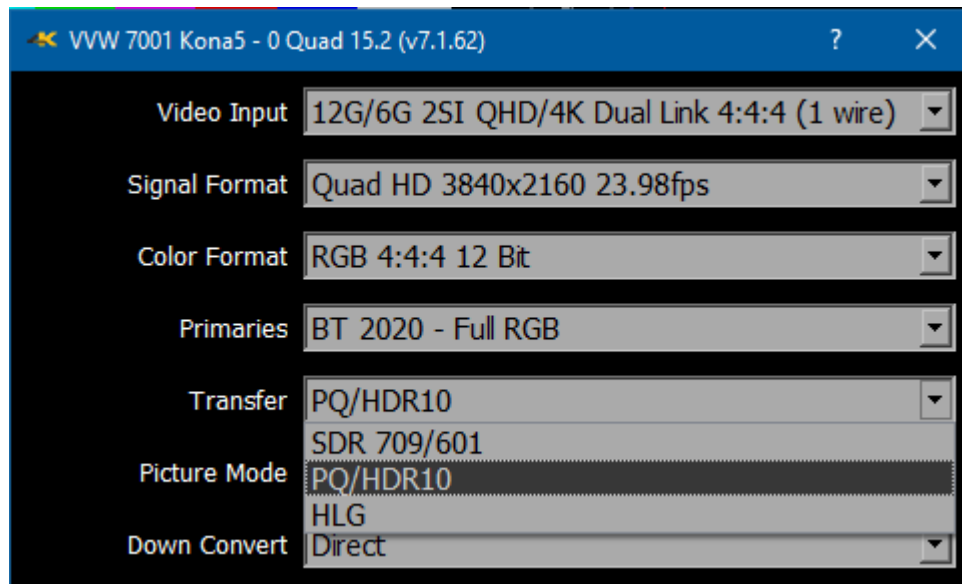 VVW 7001 Kona5 - 0 Quad 15.2 (v7.1.62) ? ×
Video Input 12G/6G 2SI QHD/4K Dual Link 4:4:4 (1 wire)
Signal Format Quad HD 3840x2160 23.98fps
Color Format RGB 4:4:4 12 Bit
Primaries BT 2020 - Full RGB
Transfer PQ/HDR10
SDR 709/601
Picture Mode PQ/HDR10
HLG
Down Convert Direct